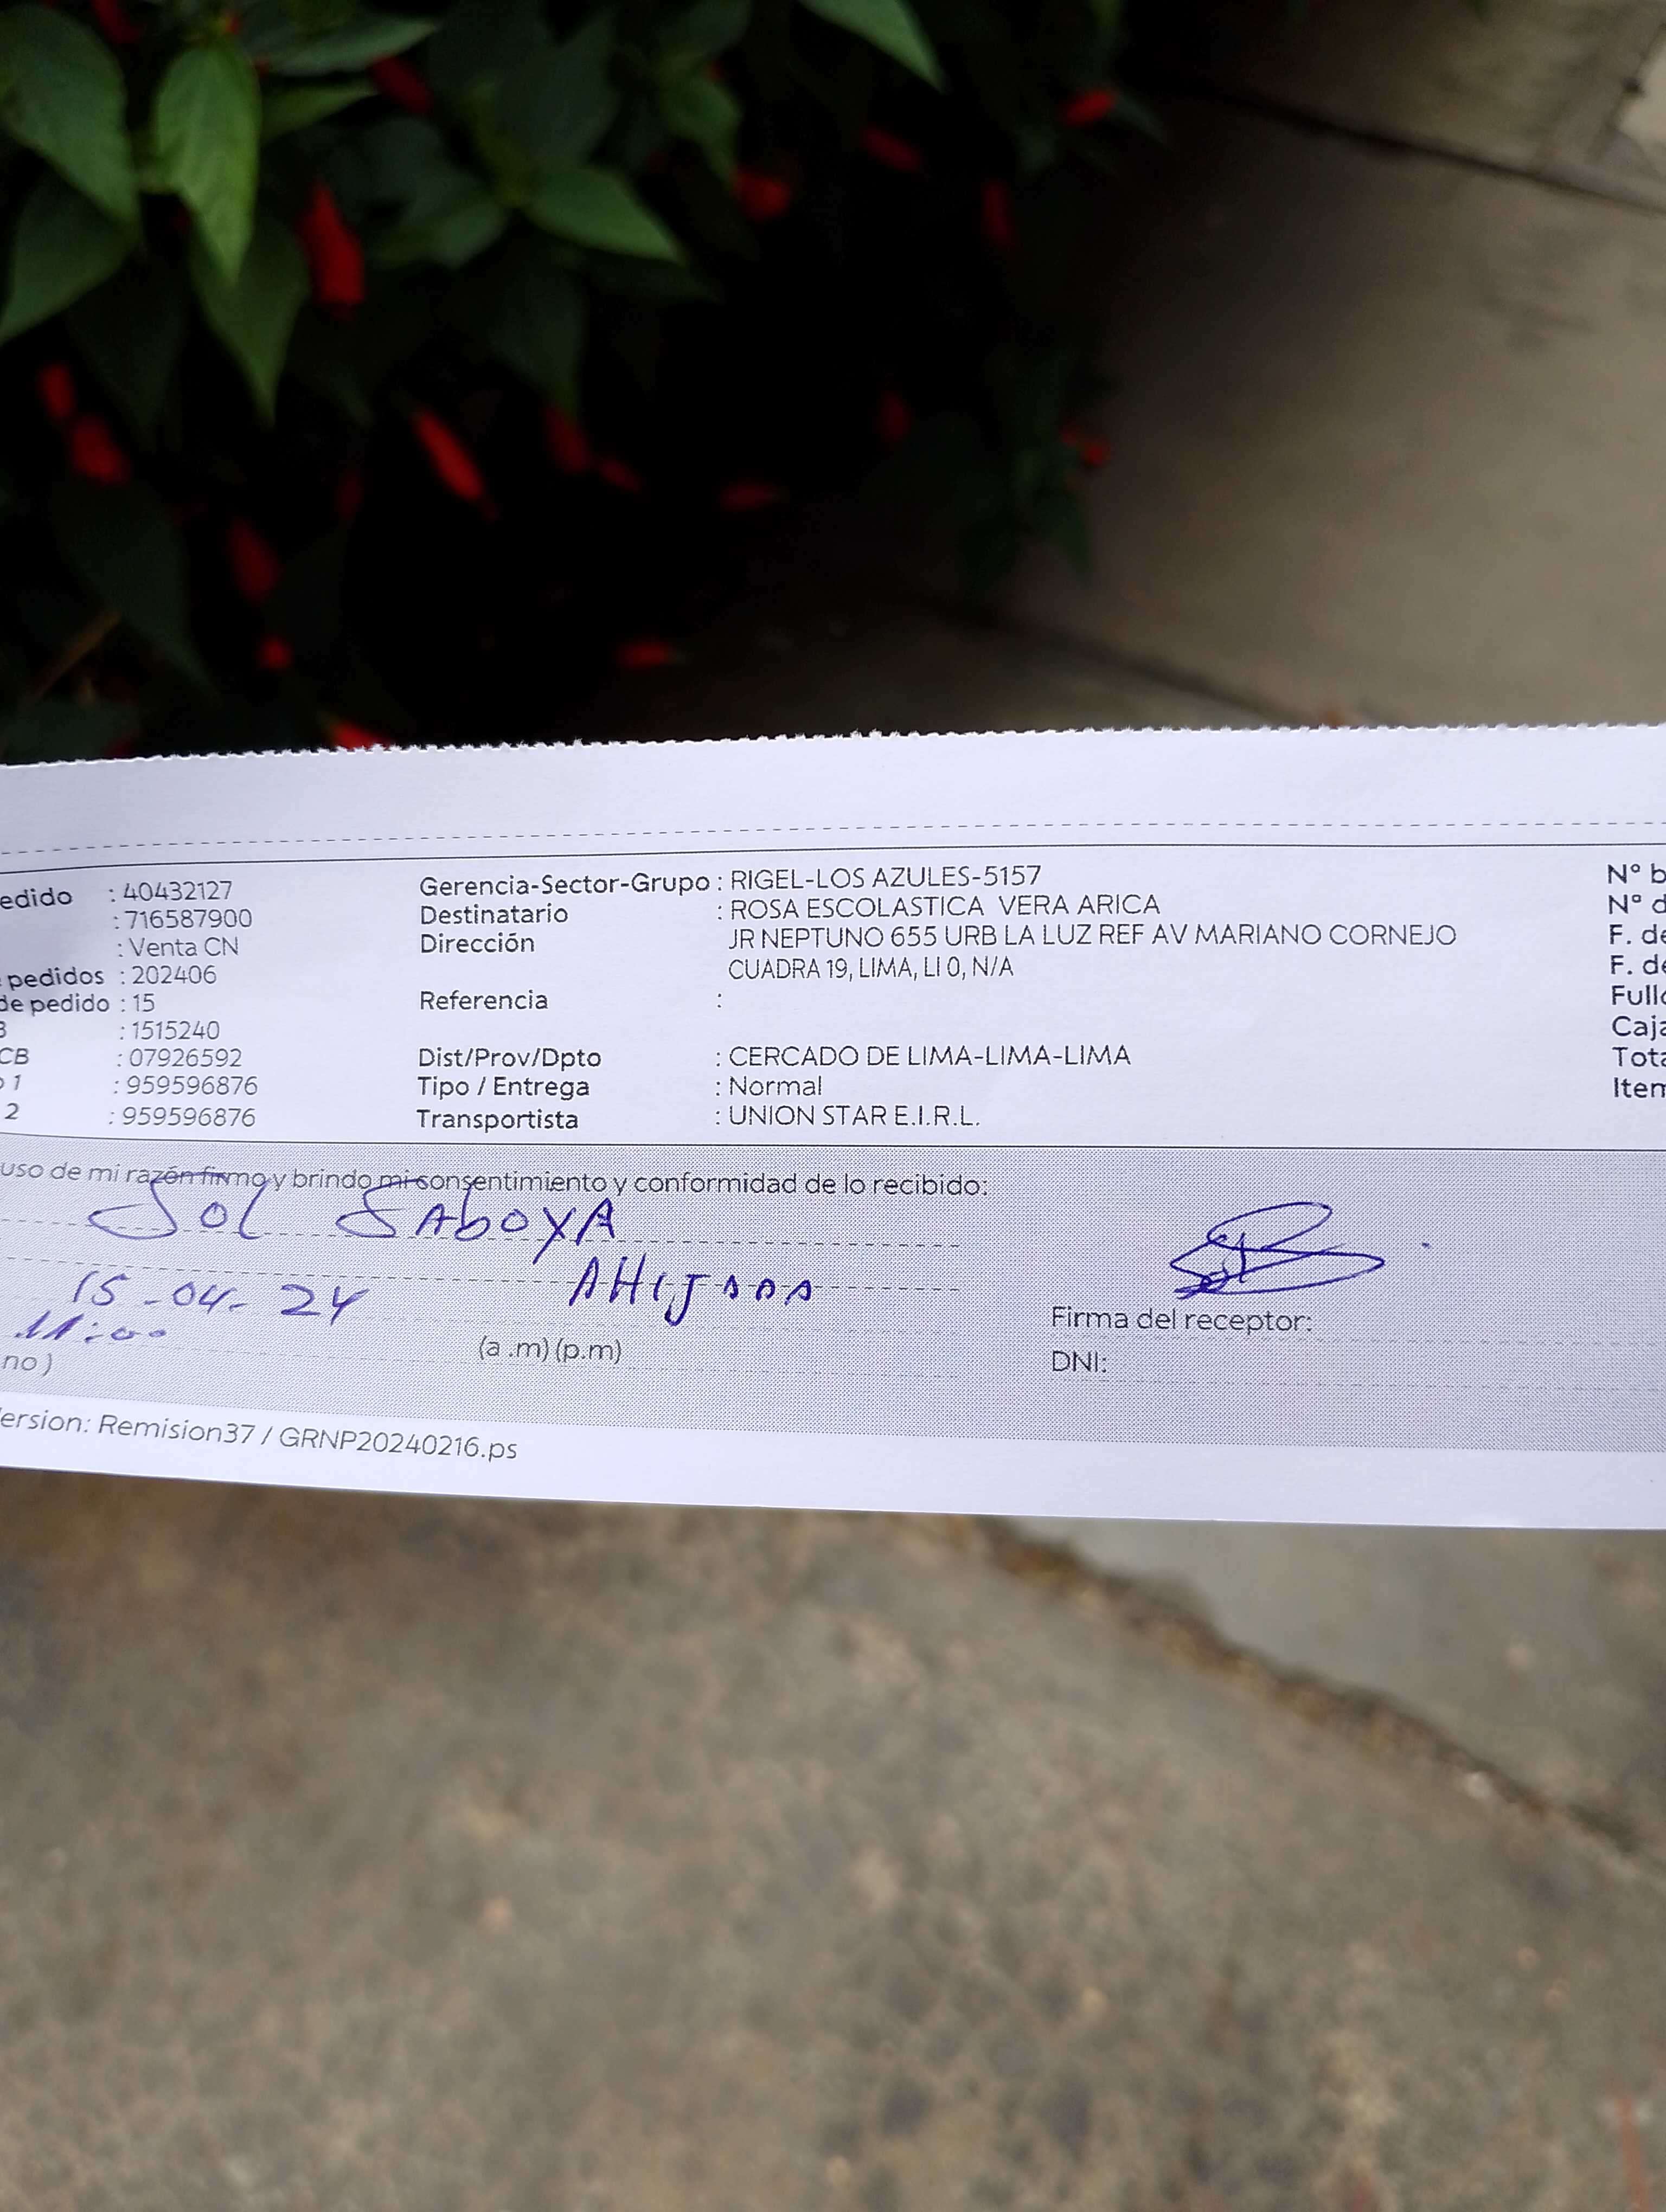 edido : 40432127
: 716587900
: Venta CN
pedidos : 202406
de pedido : 15
3 : 1515240
CB : 07926592
o 1 : 959596876
2 : 959596876
Gerencia-Sector-Grupo : RIGEL-LOS AZULES-5157
Destinatario : ROSA ESCOLASTICA VERA ARICA
Dirección JR NEPTUNO 655 URB LA LUZ REF AV MARIANO CORNEJO
CUADRA 19, LIMA, LI 0, N/A
Referencia :
Dist/Prov/Dpto : CERCADO DE LIMA-LIMA-LIMA
Tipo / Entrega : Normal
Transportista : UNION STAR E.I.R.L.
N° b
N° d
F. de
F. de
Full
Caja
Tota
Item
uso de mi razón firmo y brindo mi consentimiento y conformidad de lo recibido:
SOL SABOYA
AHIJADA
15-04-24
11:00
(a .m) (p.m)
no)
Firma del receptor:
DNI:
ersion: Remision37 / GRNP20240216.ps